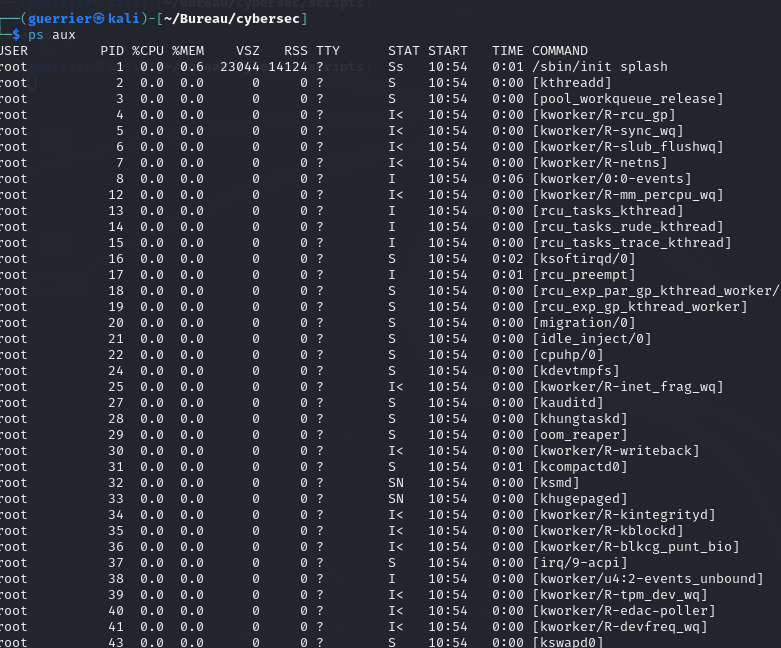 (guerrier㉿kali)-[~/Bureau/cybersec]
$ ps aux
USER PID %CPU %MEM VSZ RSS TTY STAT START TIME COMMAND
root 1 0.0 0.6 23044 14124 ? Ss 10:54 0:01 /sbin/init splash
root 2 0.0 0.0 0 0 ? S 10:54 0:00 [kthreadd]
root 3 0.0 0.0 0 0 ? S 10:54 0:00 [pool_workqueue_release]
root 4 0.0 0.0 0 0 ? I< 10:54 0:00 [kworker/R-rcu_gp]
root 5 0.0 0.0 0 0 ? I< 10:54 0:00 [kworker/R-sync_wq]
root 6 0.0 0.0 0 0 ? I< 10:54 0:00 [kworker/R-slub_flushwq]
root 7 0.0 0.0 0 0 ? I< 10:54 0:00 [kworker/R-netns]
root 8 0.0 0.0 0 0 ? I 10:54 0:06 [kworker/0:0-events]
root 12 0.0 0.0 0 0 ? I< 10:54 0:00 [kworker/R-mm_percpu_wq]
root 13 0.0 0.0 0 0 ? I 10:54 0:00 [rcu_tasks_kthread]
root 14 0.0 0.0 0 0 ? I 10:54 0:00 [rcu_tasks_rude_kthread]
root 15 0.0 0.0 0 0 ? I 10:54 0:00 [rcu_tasks_trace_kthread]
root 16 0.0 0.0 0 0 ? S 10:54 0:02 [ksoftirqd/0]
root 17 0.0 0.0 0 0 ? I 10:54 0:01 [rcu_preempt]
root 18 0.0 0.0 0 0 ? S 10:54 0:00 [rcu_exp_par_gp_kthread_worker/
root 19 0.0 0.0 0 0 ? S 10:54 0:00 [rcu_exp_gp_kthread_worker]
root 20 0.0 0.0 0 0 ? S 10:54 0:00 [migration/0]
root 21 0.0 0.0 0 0 ? S 10:54 0:00 [idle_inject/0]
root 22 0.0 0.0 0 0 ? S 10:54 0:00 [cpuhp/0]
root 24 0.0 0.0 0 0 ? S 10:54 0:00 [kdevtmpfs]
root 25 0.0 0.0 0 0 ? I< 10:54 0:00 [kworker/R-inet_frag_wq]
root 27 0.0 0.0 0 0 ? S 10:54 0:00 [kauditd]
root 28 0.0 0.0 0 0 ? S 10:54 0:00 [khungtaskd]
root 29 0.0 0.0 0 0 ? S 10:54 0:00 [oom_reaper]
root 30 0.0 0.0 0 0 ? I< 10:54 0:00 [kworker/R-writeback]
root 31 0.0 0.0 0 0 ? S 10:54 0:01 [kcompactd0]
root 32 0.0 0.0 0 0 ? SN 10:54 0:00 [ksmd]
root 33 0.0 0.0 0 0 ? SN 10:54 0:00 [khugepaged]
root 34 0.0 0.0 0 0 ? I< 10:54 0:00 [kworker/R-kintegrityd]
root 35 0.0 0.0 0 0 ? I< 10:54 0:00 [kworker/R-kblockd]
root 36 0.0 0.0 0 0 ? I< 10:54 0:00 [kworker/R-blkcg_punt_bio]
root 37 0.0 0.0 0 0 ? S 10:54 0:00 [irq/9-acpi]
root 38 0.0 0.0 0 0 ? I 10:54 0:00 [kworker/u4:2-events_unbound]
root 39 0.0 0.0 0 0 ? I< 10:54 0:00 [kworker/R-tpm_dev_wq]
root 40 0.0 0.0 0 0 ? I< 10:54 0:00 [kworker/R-edac-poller]
root 41 0.0 0.0 0 0 ? I< 10:54 0:00 [kworker/R-devfreq_wq]
root 43 0.0 0.0 0 0 ? S 10:54 0:00 [kswapd0]